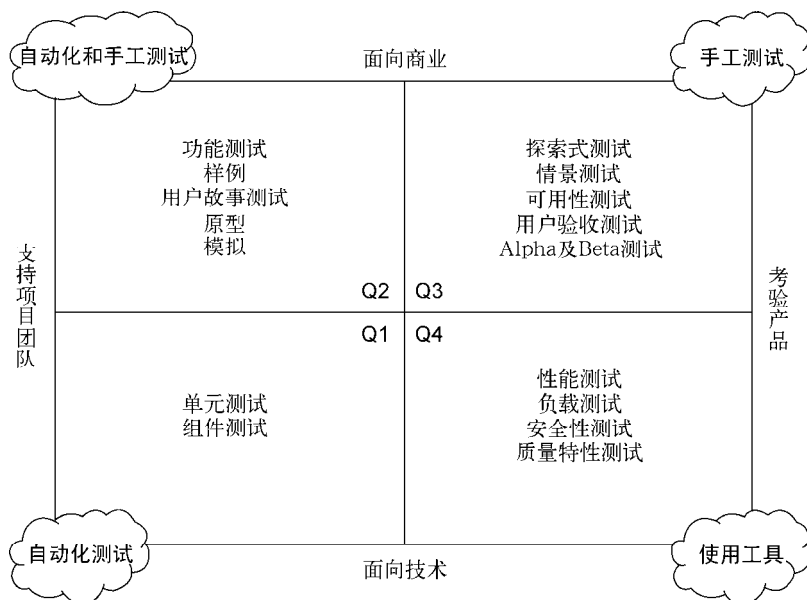 自动化和手工测试
面向商业
手工测试
功能测试
样例
用户故事测试
原型
模拟
探索式测试
情景测试
可用性测试
用户验收测试
Alpha及Beta测试
支持项目团队
Q2
Q3
考验产品
Q1
Q4
单元测试
组件测试
性能测试
负载测试
安全性测试
质量特性测试
自动化测试
面向技术
使用工具